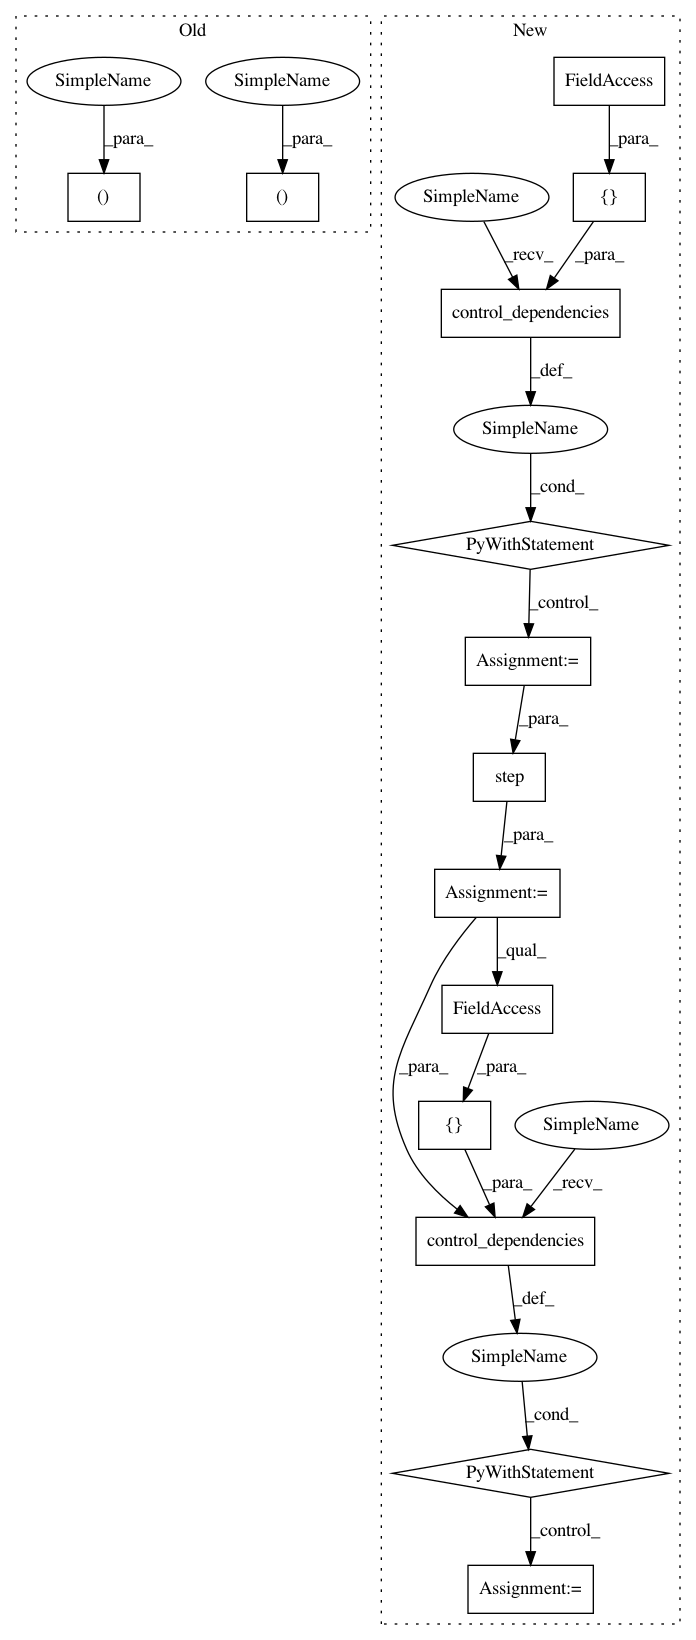 Old
New
SimpleName
SimpleName
FieldAccess
_para_
_para_
_para_
()
()
SimpleName
{}
_recv_
_para_
control_dependencies
_def_
SimpleName
_cond_
PyWithStatement
_control_
Assignment:=
_para_
step
_para_
Assignment:=
_qual_
FieldAccess
_para_
_para_
{}
SimpleName
_para_
_recv_
control_dependencies
_def_
SimpleName
_cond_
PyWithStatement
_control_
Assignment:=